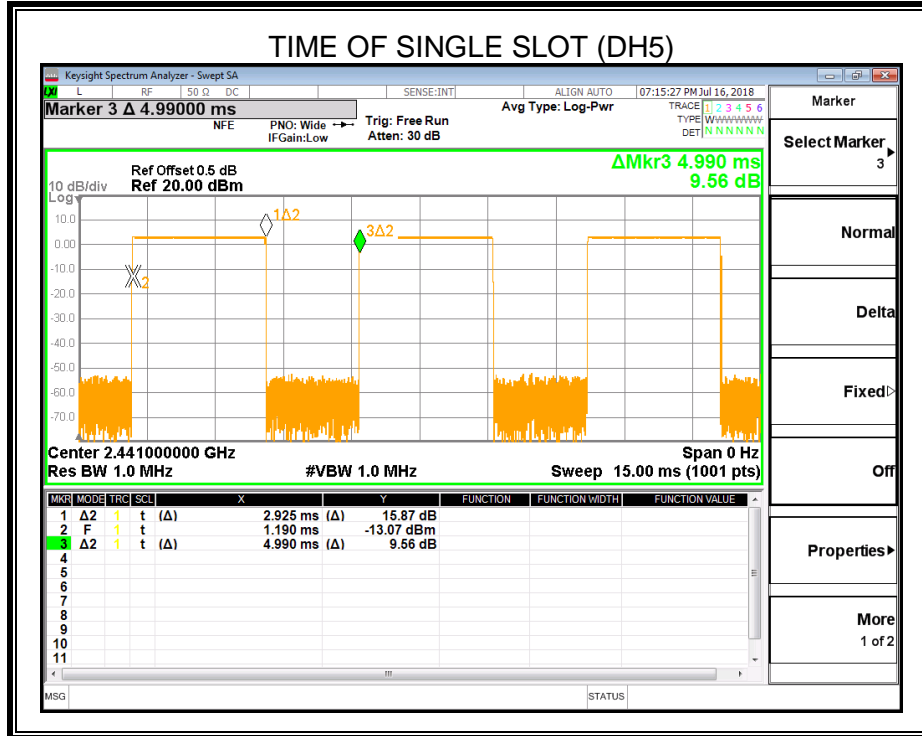 TIME OF SINGLE SLOT (DH5)
Keysight Spectrum Analyzer - Swept SA
LXI L RF 50 Ω DC SENSE:INT ALIGN AUTO 07:15:27 PM Jul 16, 2018
Marker 3 Δ 4.99000 ms
NFE
PNO: Wide
IFGain:Low
Trig: Free Run
Atten: 30 dB
Avg Type: Log-Pwr
TRACE 1 2 3 4 5 6
TYPE WWWWWW
DET N N N N N N
Ref Offset 0.5 dB
10 dB/div Ref 20.00 dBm
Log
ΔMkr3 4.990 ms
9.56 dB
10.0
0.00
-10.0
-20.0
-30.0
-40.0
-50.0
-60.0
-70.0
1Δ2
3Δ2
2
Center 2.441000000 GHz Span 0 Hz
Res BW 1.0 MHz #VBW 1.0 MHz Sweep 15.00 ms (1001 pts)
MKR MODE TRC SCL X Y FUNCTION FUNCTION WIDTH FUNCTION VALUE
1 Δ2 1 t (Δ) 2.925 ms (Δ) 15.87 dB
2 F 1 t 1.190 ms -13.07 dBm
3 Δ2 1 t (Δ) 4.990 ms (Δ) 9.56 dB
4
5
6
7
8
9
10
11
MSG STATUS
Marker
Select Marker
3
Normal
Delta
Fixed
Off
Properties
More
1 of 2